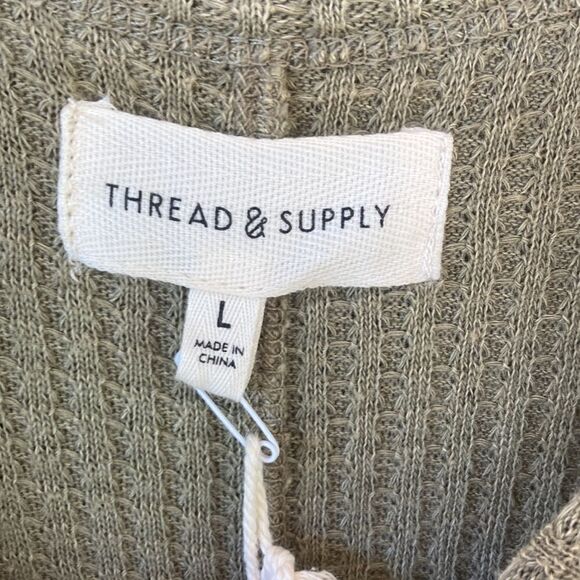 THREAD & SUPPLY
L
MADE IN
CHINA